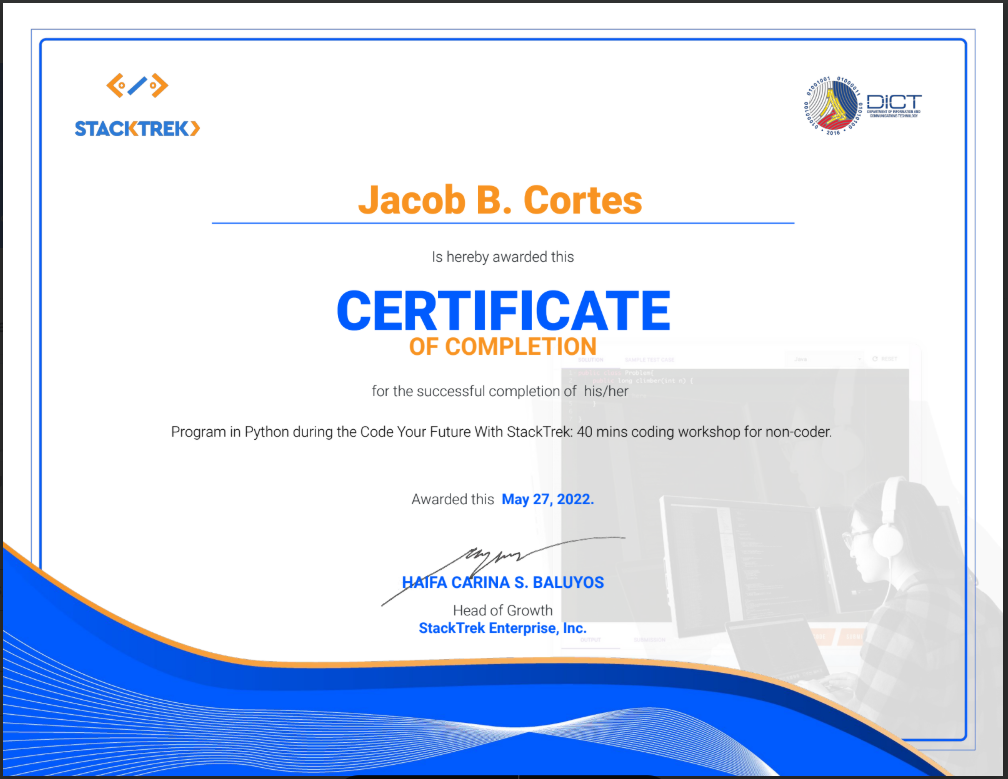 STACKTREK
DICT
DEPARTMENT OF INFORMATION AND
COMMUNICATIONS TECHNOLOGY
2016
Jacob B. Cortes
Is hereby awarded this
CERTIFICATE
OF COMPLETION
for the successful completion of his/her
Program in Python during the Code Your Future With StackTrek: 40 mins coding workshop for non-coder.
Awarded this May 27, 2022.
HAIFA CARINA S. BALUYOS
Head of Growth
StackTrek Enterprise, Inc.